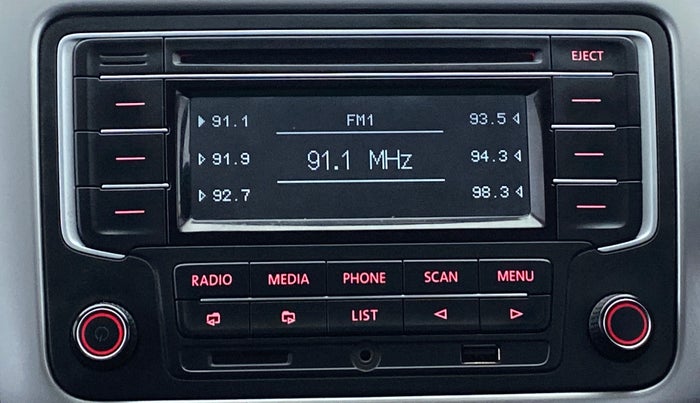 EJECT
91.1 FM1 93.5
91.9 91.1 MHz 94.3
92.7 98.3
RADIO MEDIA PHONE SCAN MENU
LIST